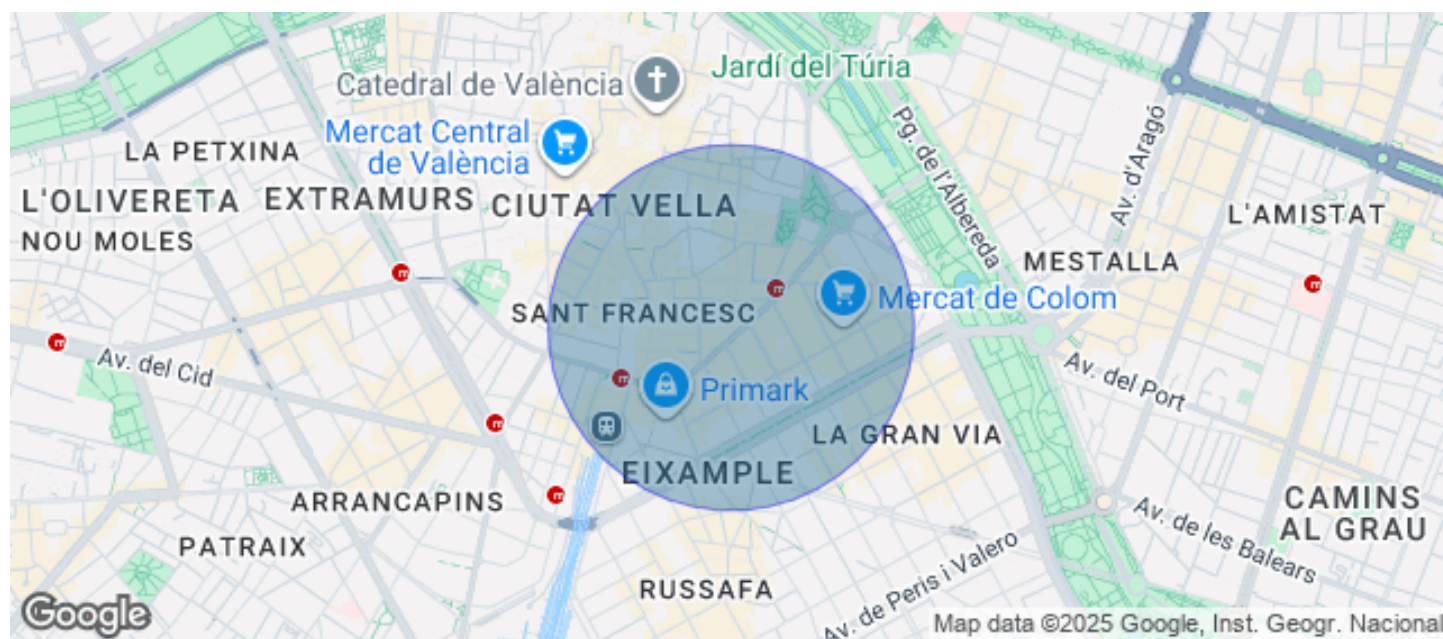 Jardí del Túria
Catedral de València
Mercat Central
de València
Pg. de l'Albereda
Av. d'Aragó
LA PETXINA
L'OLIVERETA
EXTRAMURS
CIUTAT VELLA
L'AMISTAT
NOU MOLES
MESTALLA
Mercat de Colom
SANT FRANCESC
Av. del Cid
Primark
Av. del Port
LA GRAN VIA
EIXAMPLE
ARRANCAPINS
CAMINS
AL GRAU
Av. de les Balears
PATRAIX
RUSSAFA
Av. de Peris i Valero
Google
Map data ©2025 Google, Inst. Geogr. Nacional